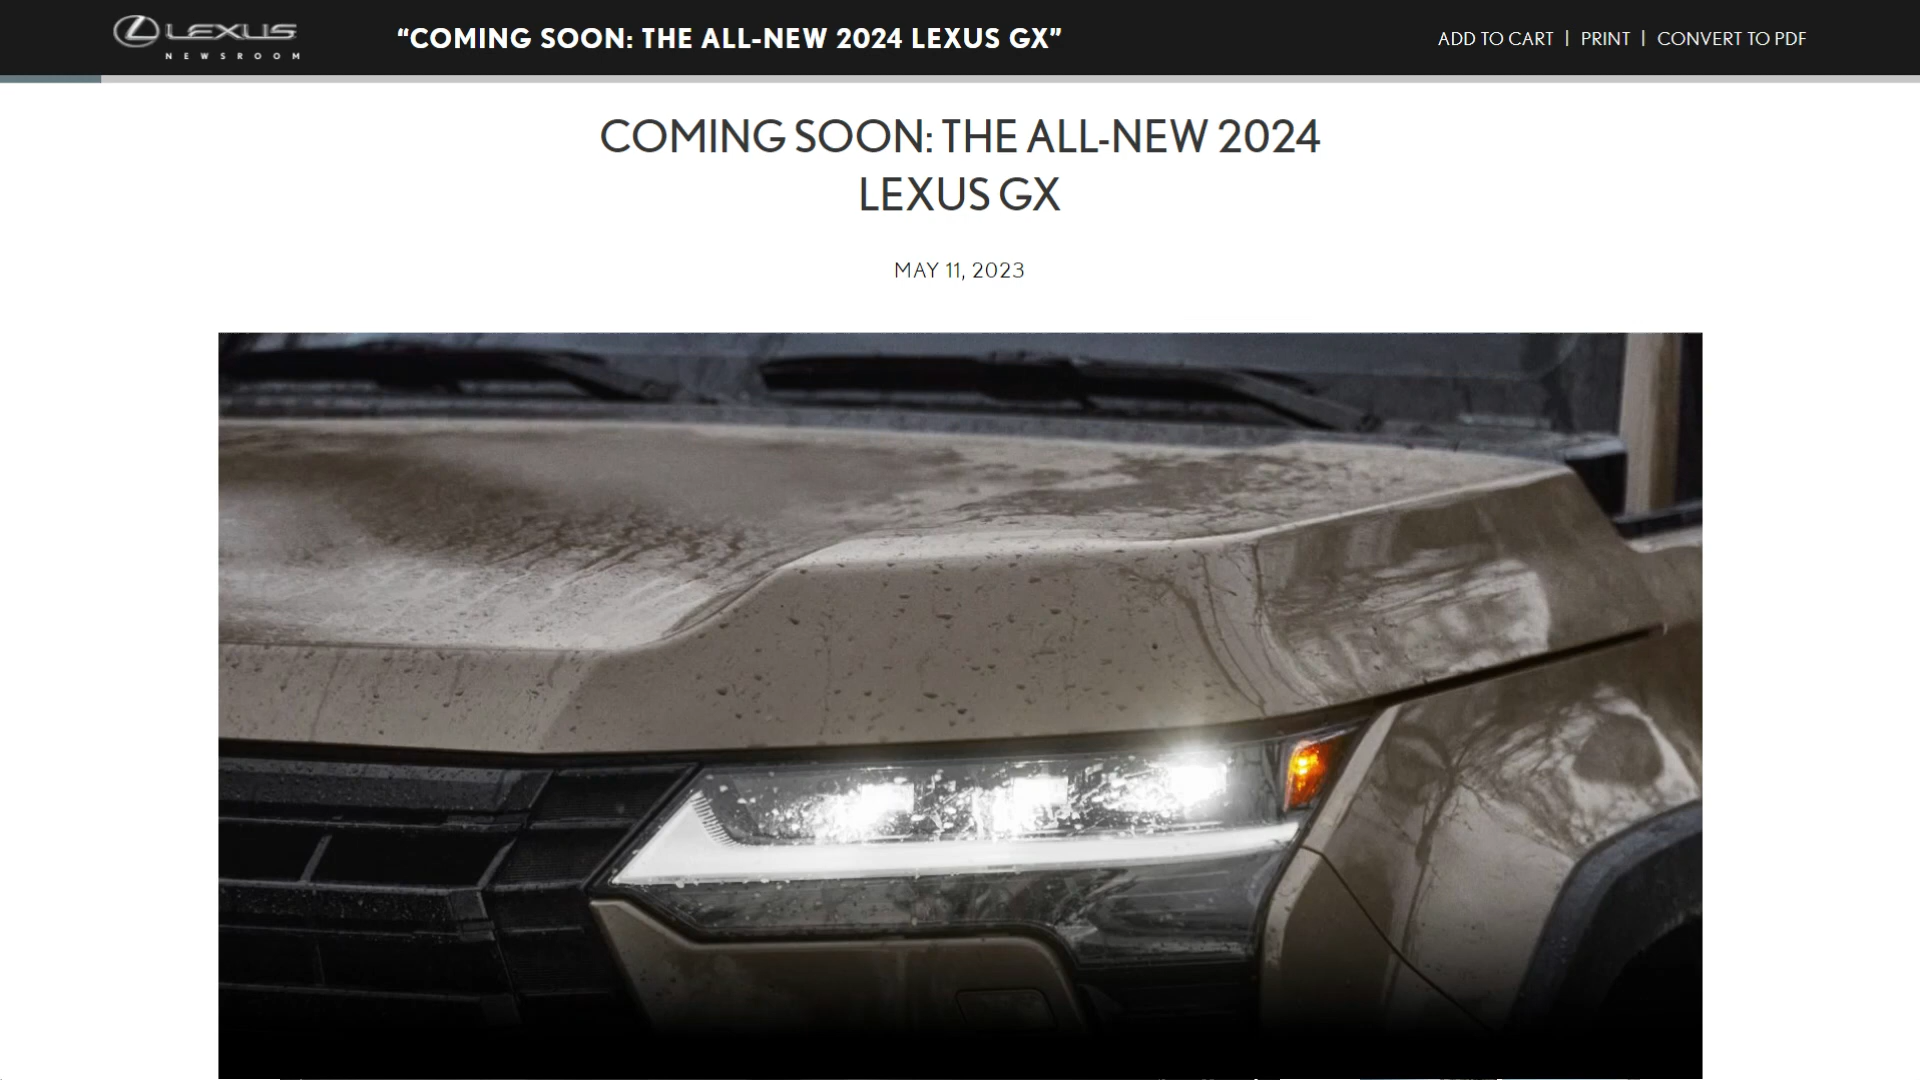 LEXUS
NEWSROOM
“COMING SOON: THE ALL-NEW 2024 LEXUS GX”
ADD TO CART | PRINT | CONVERT TO PDF
COMING SOON: THE ALL-NEW 2024
LEXUS GX
MAY 11, 2023